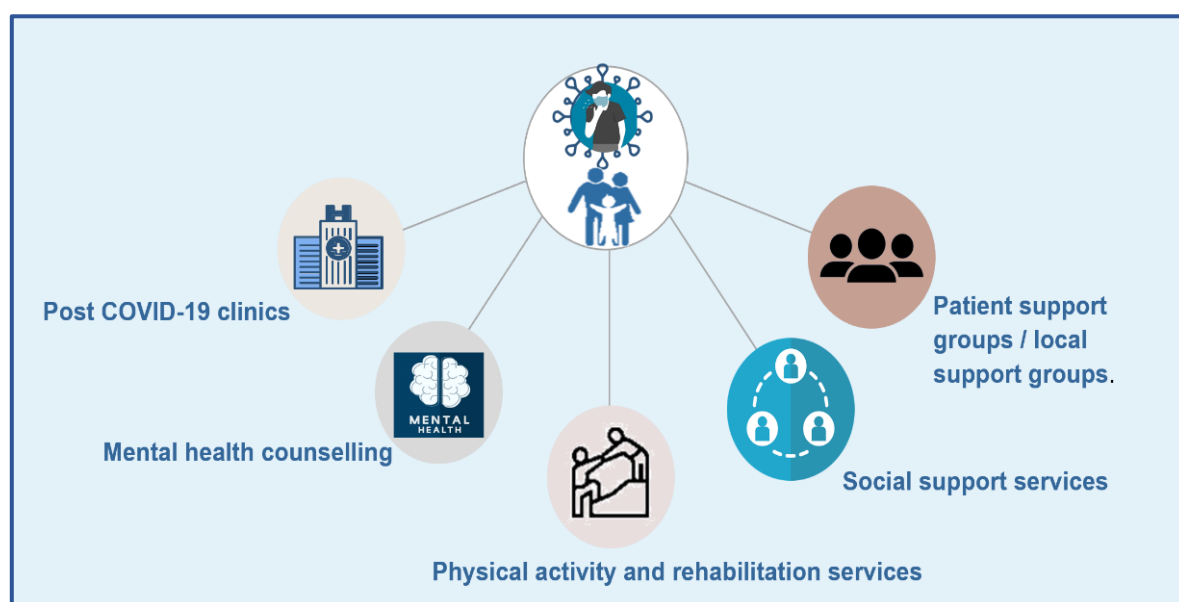 Post COVID-19 clinics
MENTAL
HEALTH
Mental health counselling
Physical activity and rehabilitation services
Social support services
Patient support
groups / local
support groups.